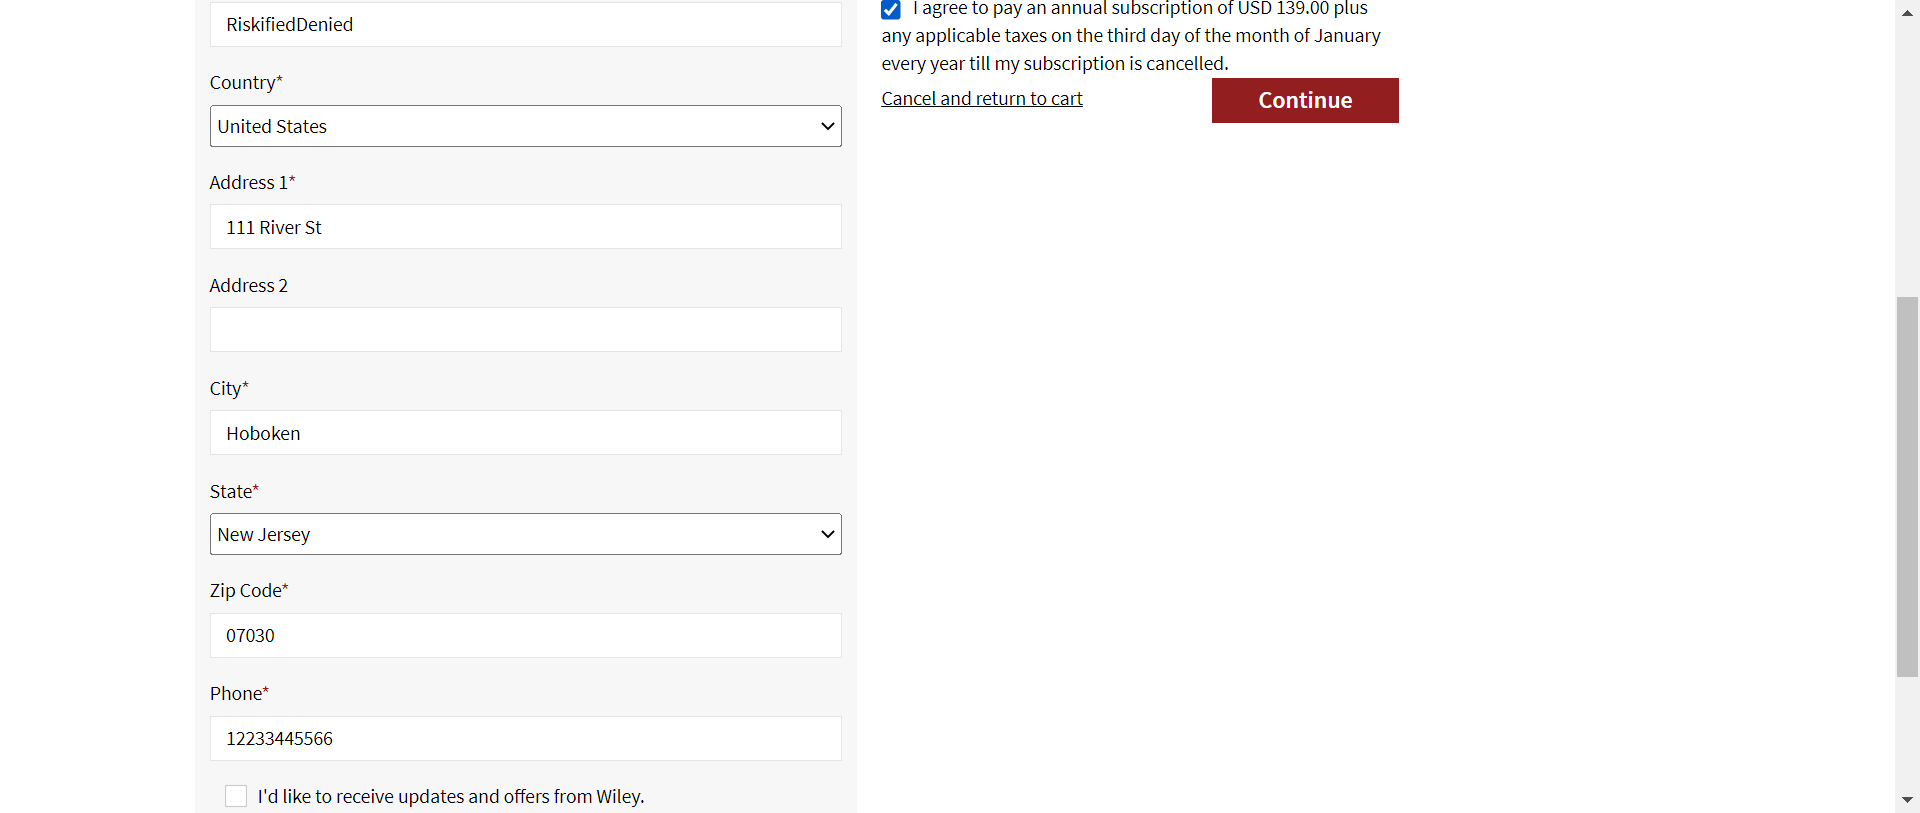 RiskifiedDenied
Country*
United States
Address 1*
111 River St
Address 2
City*
Hoboken
State*
New Jersey
Zip Code*
07030
Phone*
12233445566
I'd like to receive updates and offers from Wiley.
I agree to pay an annual subscription of USD 139.00 plus
any applicable taxes on the third day of the month of January
every year till my subscription is cancelled.
Cancel and return to cart
Continue